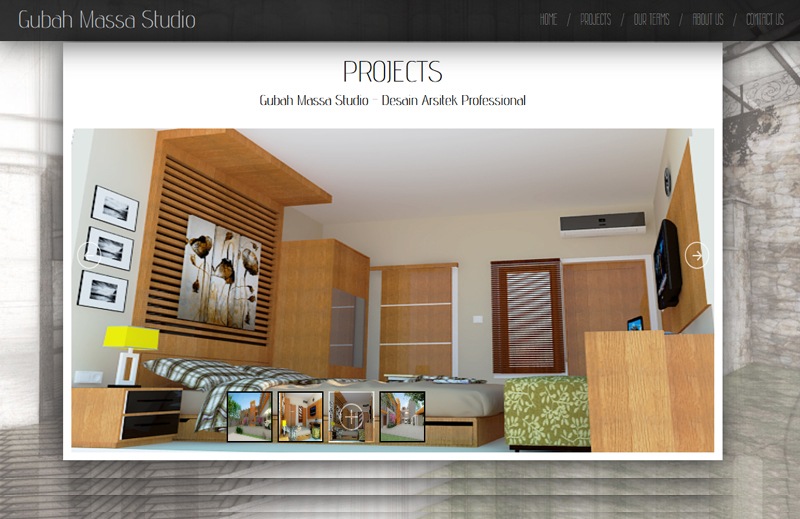 Gubah Massa Studio
HOME / PROJECTS / OUR TEAMS / ABOUT US / CONTACT US
PROJECTS
Gubah Massa Studio - Desain Arsitek Professional